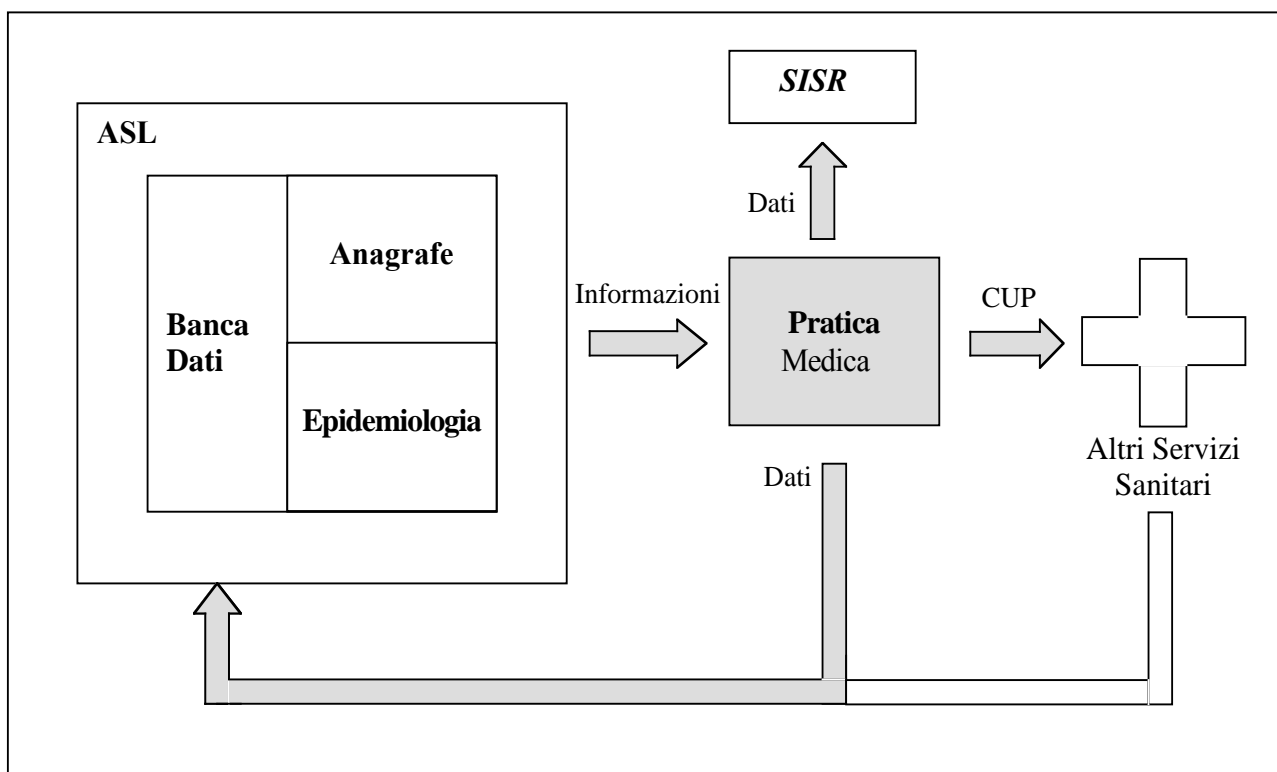 SISR
ASL
Dati
Anagrafe
Informazioni
CUP
Banca
Dati
Pratica
Medica
Epidemiologia
Altri Servizi
Sanitari
Dati